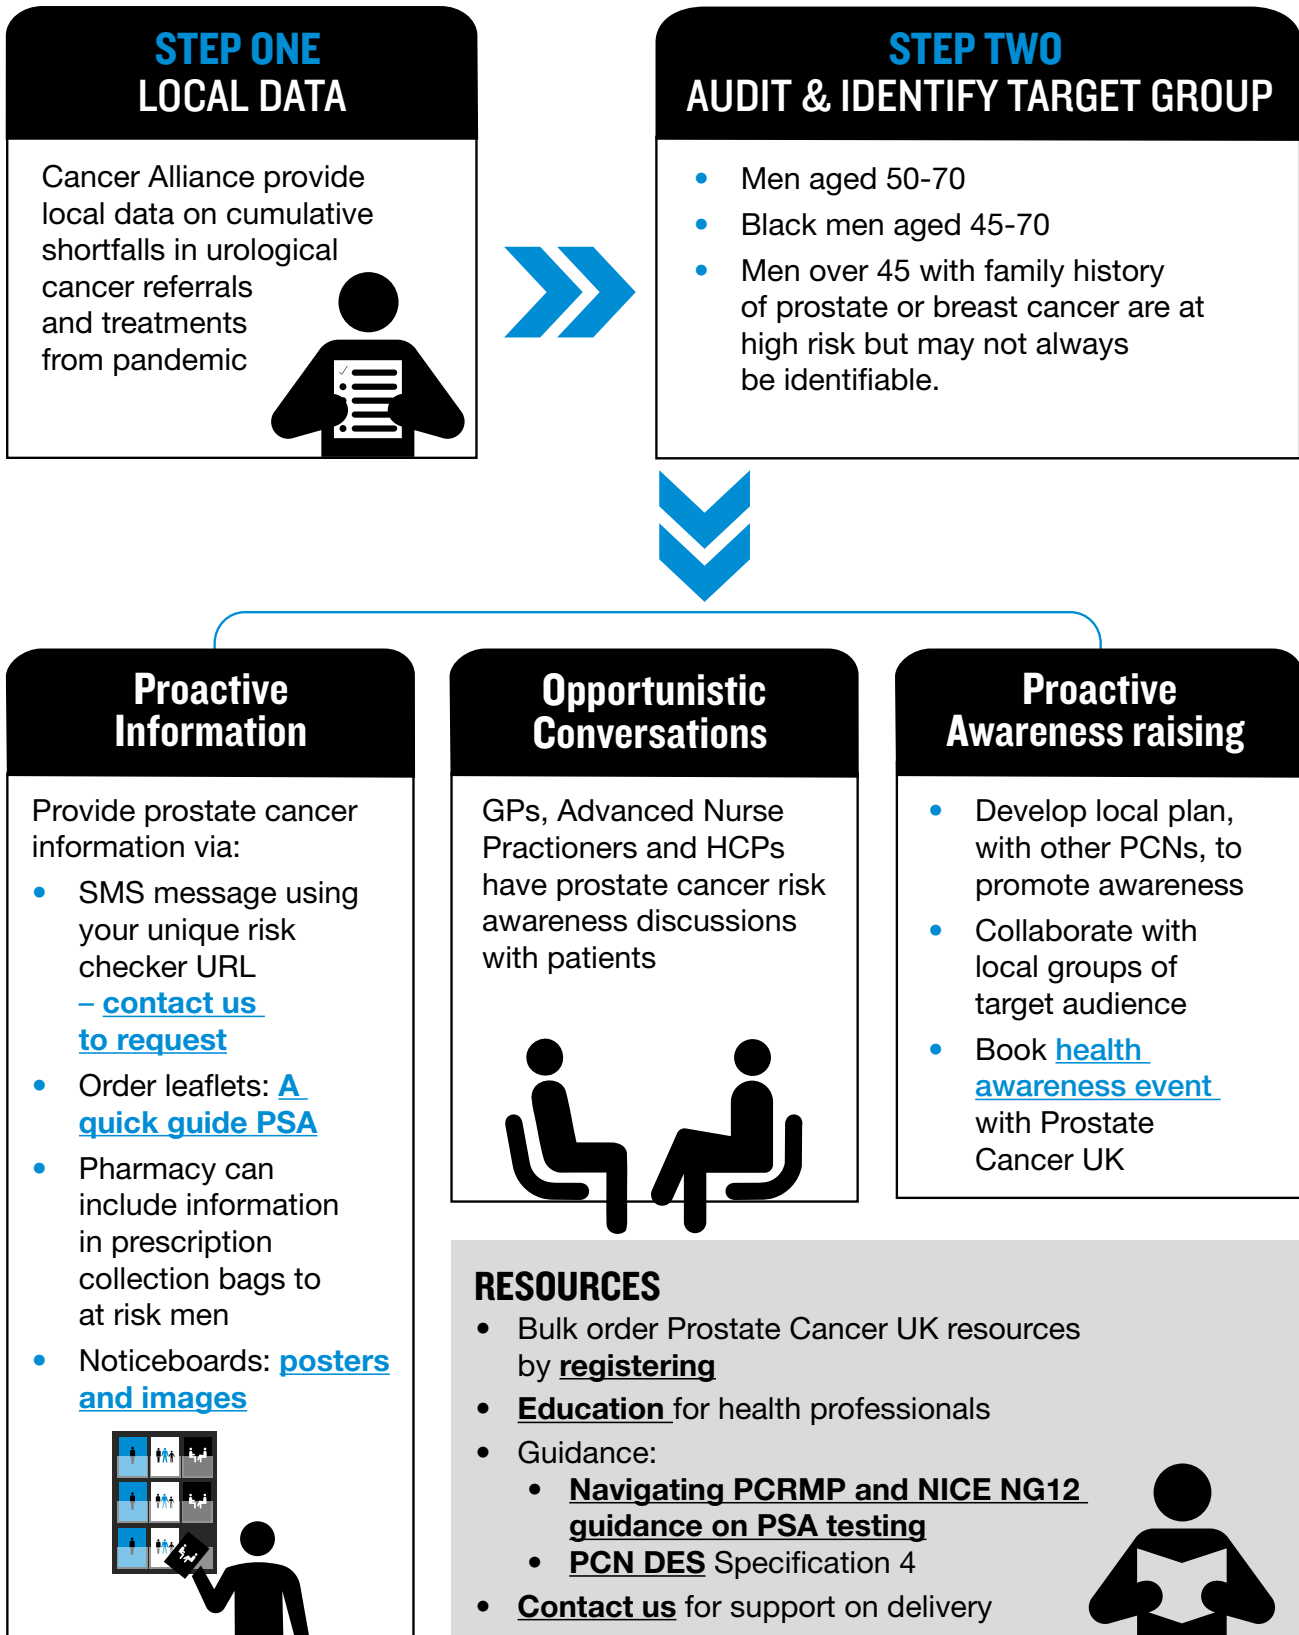 STEP ONE
LOCAL DATA
Cancer Alliance provide
local data on cumulative
shortfalls in urological
cancer referrals
and treatments
from pandemic
STEP TWO
AUDIT & IDENTIFY TARGET GROUP
• Men aged 50-70
• Black men aged 45-70
• Men over 45 with family history
of prostate or breast cancer are at
high risk but may not always
be identifiable.
Proactive
Information
Provide prostate cancer
information via:
• SMS message using
your unique risk
checker URL
– contact us
to request
• Order leaflets: A
quick guide PSA
• Pharmacy can
include information
in prescription
collection bags to
at risk men
• Noticeboards: posters
and images
Opportunistic
Conversations
GPs, Advanced Nurse
Practioners and HCPs
have prostate cancer risk
awareness discussions
with patients
Proactive
Awareness raising
• Develop local plan,
with other PCNs, to
promote awareness
• Collaborate with
local groups of
target audience
• Book health
awareness event
with Prostate
Cancer UK
RESOURCES
• Bulk order Prostate Cancer UK resources
by registering
• Education for health professionals
• Guidance:
• Navigating PCRMP and NICE NG12
guidance on PSA testing
• PCN DES Specification 4
• Contact us for support on delivery